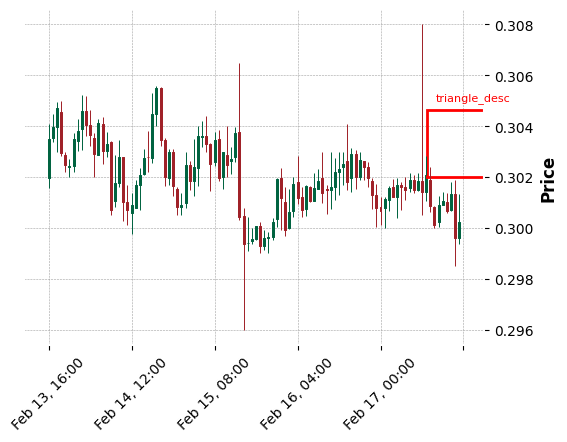 0.308
0.306
triangle_desc
0.304
0.302
0.300
0.298
0.296
Price
Feb 13, 16:00
Feb 14, 12:00
Feb 15, 08:00
Feb 16, 04:00
Feb 17, 00:00